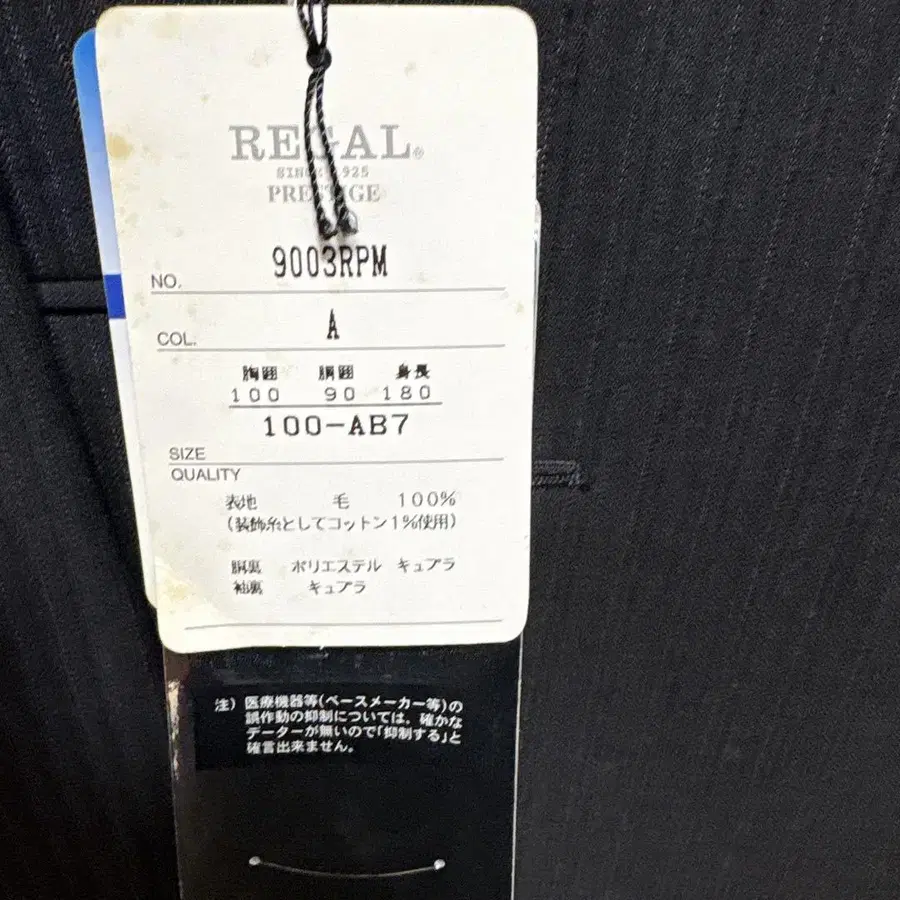 REGAL®
SINCE 1925
PRESTIGE
NO. 9003RPM
COL. A
胸囲 胴囲 身長
100 90 180
100-AB7
SIZE
QUALITY
表地 毛 100%
(装飾糸としてコットン1%使用)
胴裏 ポリエステル キュプラ
袖裏 キュプラ
注) 医療機器等(ペースメーカー等)の
誤作動の抑制については、確かな
データーが無いので「抑制する」と
確言出来ません。